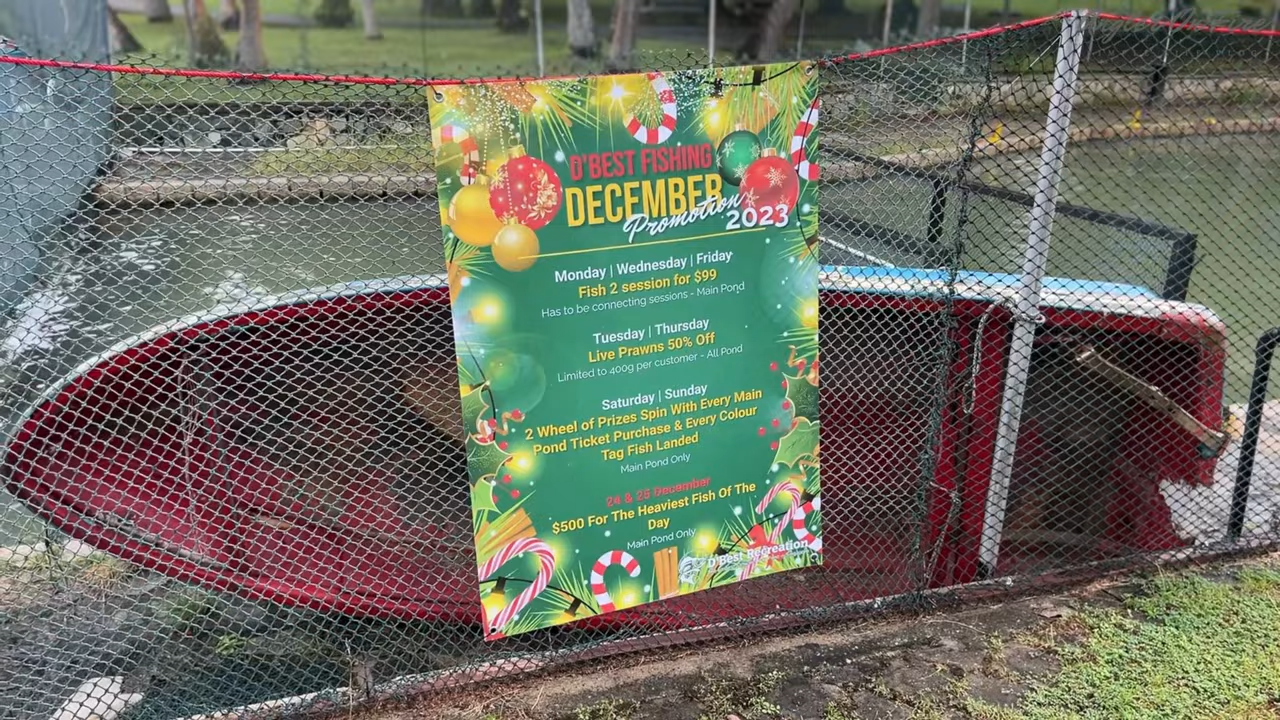 D'BEST FISHING
DECEMBER
Promotion
2023
Monday | Wednesday | Friday
Fish 2 session for $99
Has to be connecting sessions - Main Pond
Tuesday | Thursday
Live Prawns 50% Off
Limited to 400g per customer - All Pond
Saturday | Sunday
2 Wheel of Prizes Spin With Every Main
Pond Ticket Purchase & Every Colour
Tag Fish Landed
Main Pond Only
24 & 25 December
$500 For The Heaviest Fish Of The
Day
Main Pond Only
D'Best Recreation